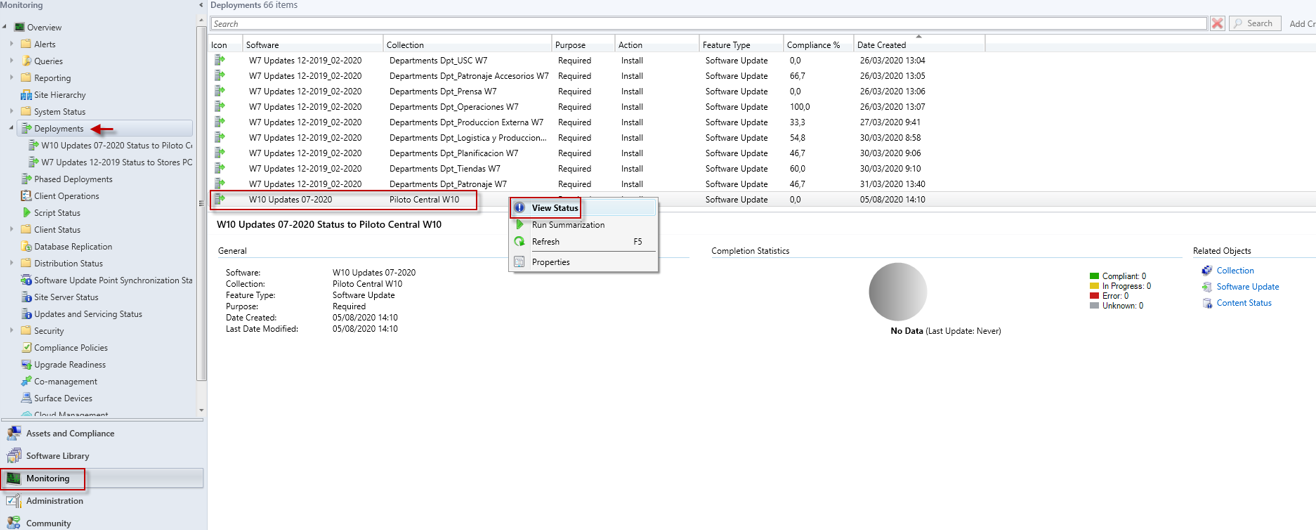 Monitoring
Overview
Alerts
Queries
Reporting
Site Hierarchy
System Status
Deployments
W10 Updates 07-2020 Status to Piloto Ce
W7 Updates 12-2019 Status to Stores PC
Phased Deployments
Client Operations
Script Status
Client Status
Database Replication
Distribution Status
Software Update Point Synchronization Sta
Site Server Status
Updates and Servicing Status
Security
Compliance Policies
Upgrade Readiness
Co-management
Surface Devices
Cloud Management
Assets and Compliance
Software Library
Monitoring
Administration
Community
Deployments 66 items
Search Search Add Cr
Icon Software Collection Purpose Action Feature Type Compliance % Date Created
W7 Updates 12-2019_02-2020 Departments Dpt_USC W7 Required Install Software Update 0,0 26/03/2020 13:04
W7 Updates 12-2019_02-2020 Departments Dpt_Patronaje Accesorios W7 Required Install Software Update 66,7 26/03/2020 13:05
W7 Updates 12-2019_02-2020 Departments Dpt_Prensa W7 Required Install Software Update 0,0 26/03/2020 13:06
W7 Updates 12-2019_02-2020 Departments Dpt_Operaciones W7 Required Install Software Update 100,0 26/03/2020 13:07
W7 Updates 12-2019_02-2020 Departments Dpt_Produccion Externa W7 Required Install Software Update 33,3 27/03/2020 9:41
W7 Updates 12-2019_02-2020 Departments Dpt_Logistica y Produccion... Required Install Software Update 54,8 30/03/2020 8:58
W7 Updates 12-2019_02-2020 Departments Dpt_Planificacion W7 Required Install Software Update 46,7 30/03/2020 9:06
W7 Updates 12-2019_02-2020 Departments Dpt_Tiendas W7 Required Install Software Update 60,0 30/03/2020 9:10
W7 Updates 12-2019_02-2020 Departments Dpt_Patronaje W7 Required Install Software Update 46,7 31/03/2020 13:40
W10 Updates 07-2020 Piloto Central W10 Install Software Update 0,0 05/08/2020 14:10
View Status
Run Summarization
Refresh F5
Properties
W10 Updates 07-2020 Status to Piloto Central W10
General
Software: W10 Updates 07-2020
Collection: Piloto Central W10
Feature Type: Software Update
Purpose: Required
Date Created: 05/08/2020 14:10
Last Date Modified: 05/08/2020 14:10
Completion Statistics
Compliant: 0
In Progress: 0
Error: 0
Unknown: 0
No Data (Last Update: Never)
Related Objects
Collection
Software Update
Content Status